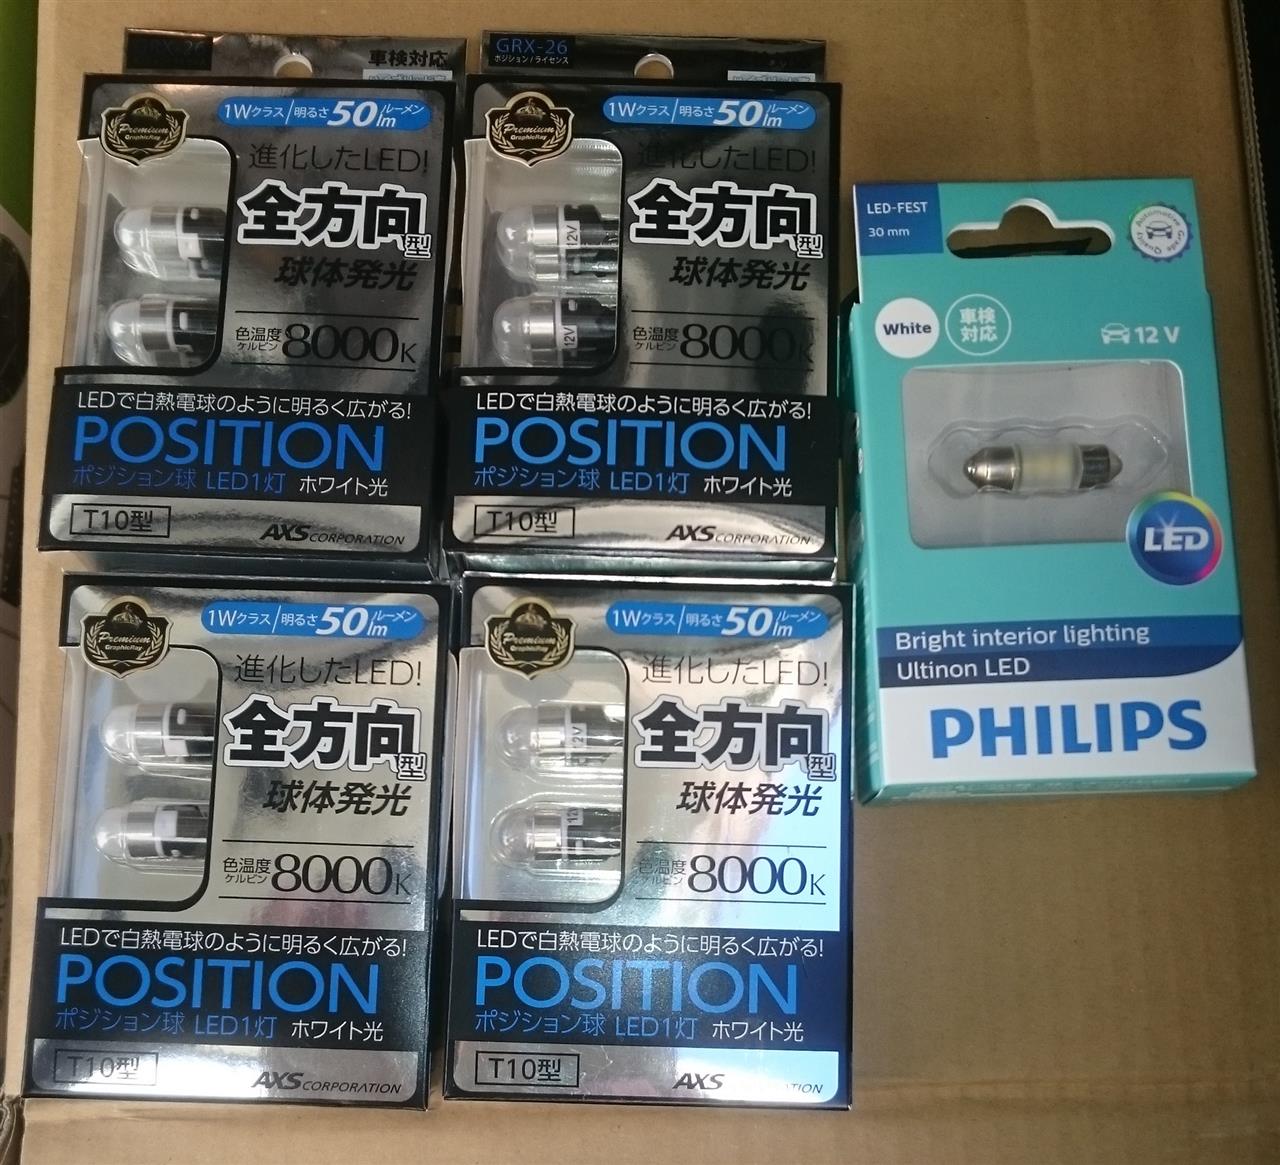 GRX-26
車検対応
Premium
GraphicRay
1Wクラス/明るさ50lmルーメン
進化したLED!
全方向型
球体発光
色温度
ケルビン
8000K
LEDで白熱電球のように明るく広がる!
POSITION
ポジション球 LED1灯 ホワイト光
T10型
AXS CORPORATION
GRX-26
ポジション/ライセンス
Premium
GraphicRay
1Wクラス/明るさ50lmルーメン
進化したLED!
全方向型
球体発光
12V
12V
色温度
ケルビン
8000K
LEDで白熱電球のように明るく広がる!
POSITION
ポジション球 LED1灯 ホワイト光
T10型
AXS CORPORATION
LED-FEST
30 mm
Automotive Grade Quality
White
車検
対応
12 V
LED
Bright interior lighting
Ultinon LED
PHILIPS
Premium
GraphicRay
1Wクラス/明るさ50lmルーメン
進化したLED!
全方向型
球体発光
色温度
ケルビン
8000K
LEDで白熱電球のように明るく広がる!
POSITION
ポジション球 LED1灯 ホワイト光
T10型
AXS CORPORATION
Premium
GraphicRay
1Wクラス/明るさ50lmルーメン
進化したLED!
全方向型
球体発光
12V
12V
色温度
ケルビン
8000K
LEDで白熱電球のように明るく広がる!
POSITION
ポジション球 LED1灯 ホワイト光
T10型
AXS